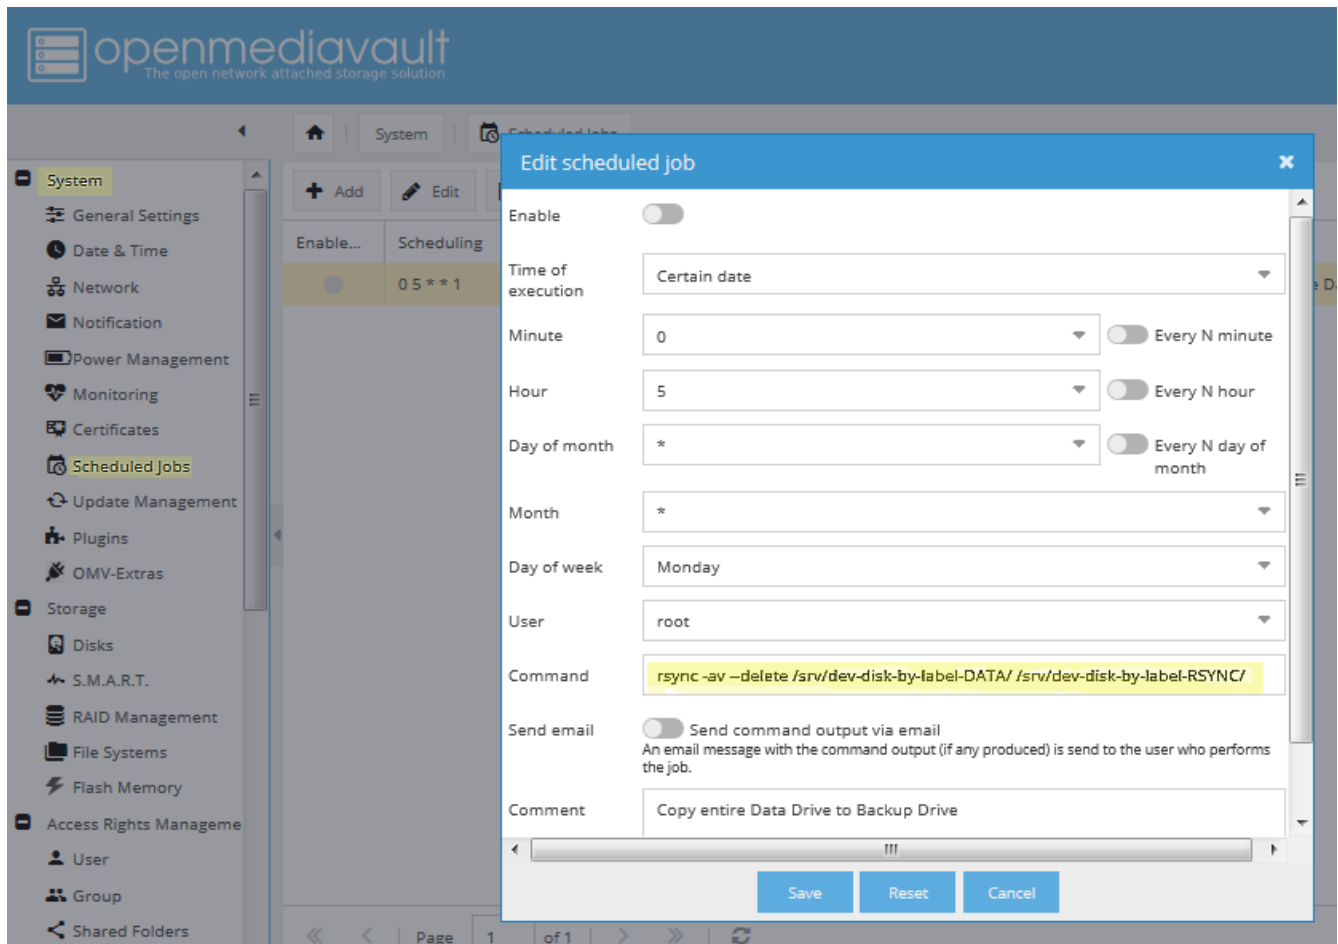 openmediavault
The open network attached storage solution
System
Scheduled Jobs
System
General Settings
Date & Time
Network
Notification
Power Management
Monitoring
Certificates
Scheduled Jobs
Update Management
Plugins
OMV-Extras
Storage
Disks
S.M.A.R.T.
RAID Management
File Systems
Flash Memory
Access Rights Manageme
User
Group
Shared Folders
Add
Edit
Enable...
Scheduling
0 5 * * 1
e Da
Page 1 of 1
Edit scheduled job
Enable
Time of
execution
Certain date
Minute
0
Every N minute
Hour
5
Every N hour
Day of month
*
Every N day of
month
Month
*
Day of week
Monday
User
root
Command
rsync -av --delete /srv/dev-disk-by-label-DATA/ /srv/dev-disk-by-label-RSYNC/
Send email
Send command output via email
An email message with the command output (if any produced) is send to the user who performs
the job.
Comment
Copy entire Data Drive to Backup Drive
Save
Reset
Cancel